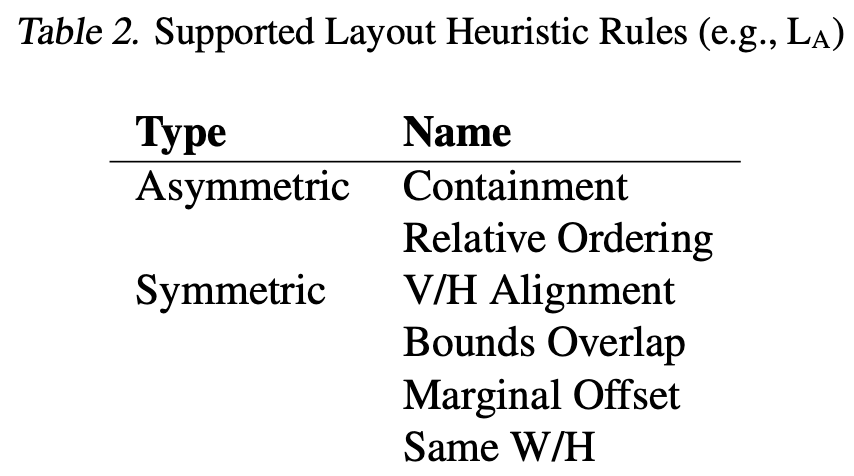 Table 2. Supported Layout Heuristic Rules (e.g., LA)
Type Name
Asymmetric Containment
Relative Ordering
Symmetric V/H Alignment
Bounds Overlap
Marginal Offset
Same W/H